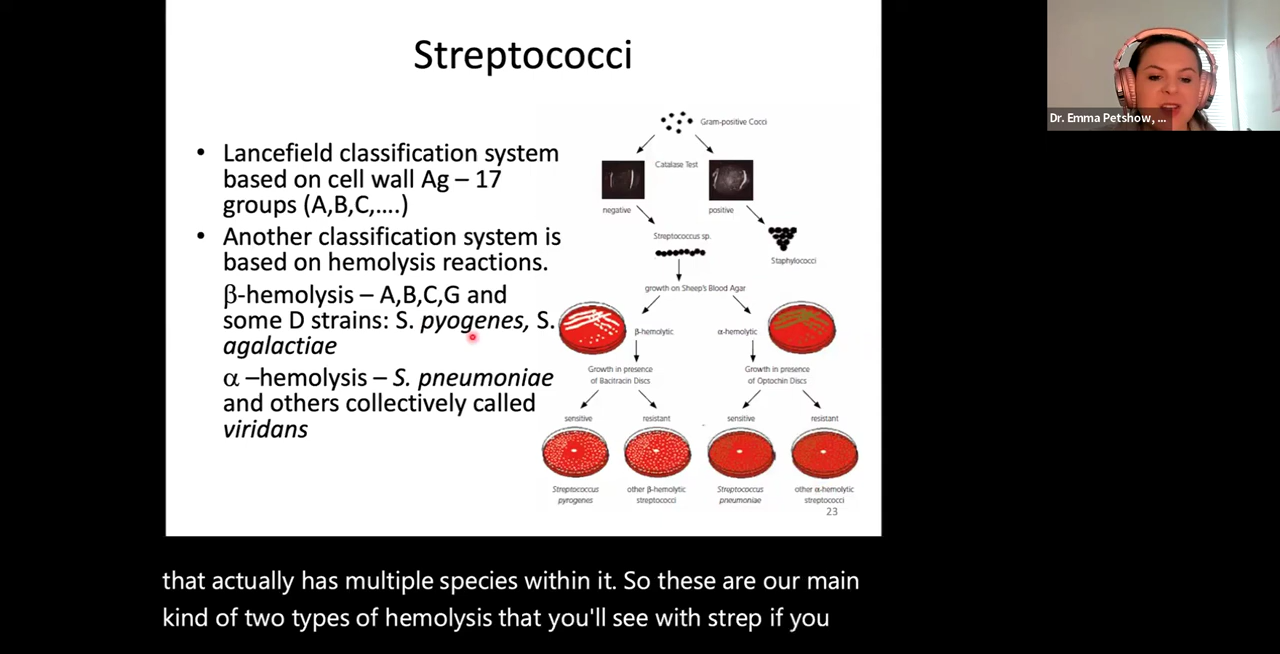 Streptococci
• Lancefield classification system
based on cell wall Ag – 17
groups (A,B,C,....)
• Another classification system is
based on hemolysis reactions.
β-hemolysis – A,B,C,G and
some D strains: S. pyogenes, S.
agalactiae
α –hemolysis – S. pneumoniae
and others collectively called
viridans
Gram-positive Cocci
Catalase Test
negative
positive
Streptococcus sp.
Staphylococci
growth on Sheep's Blood Agar
β-hemolytic
α-hemolytic
Growth in presence
of Bacitracin Discs
Growth in presence
of Optochin Discs
sensitive
resistant
sensitive
resistant
Streptococcus
pyrogenes
other β-hemolytic
streptococci
Streptococcus
pneumoniae
other α-hemolytic
streptococci
23
Dr. Emma Petshow, ...
that actually has multiple species within it. So these are our main
kind of two types of hemolysis that you'll see with strep if you